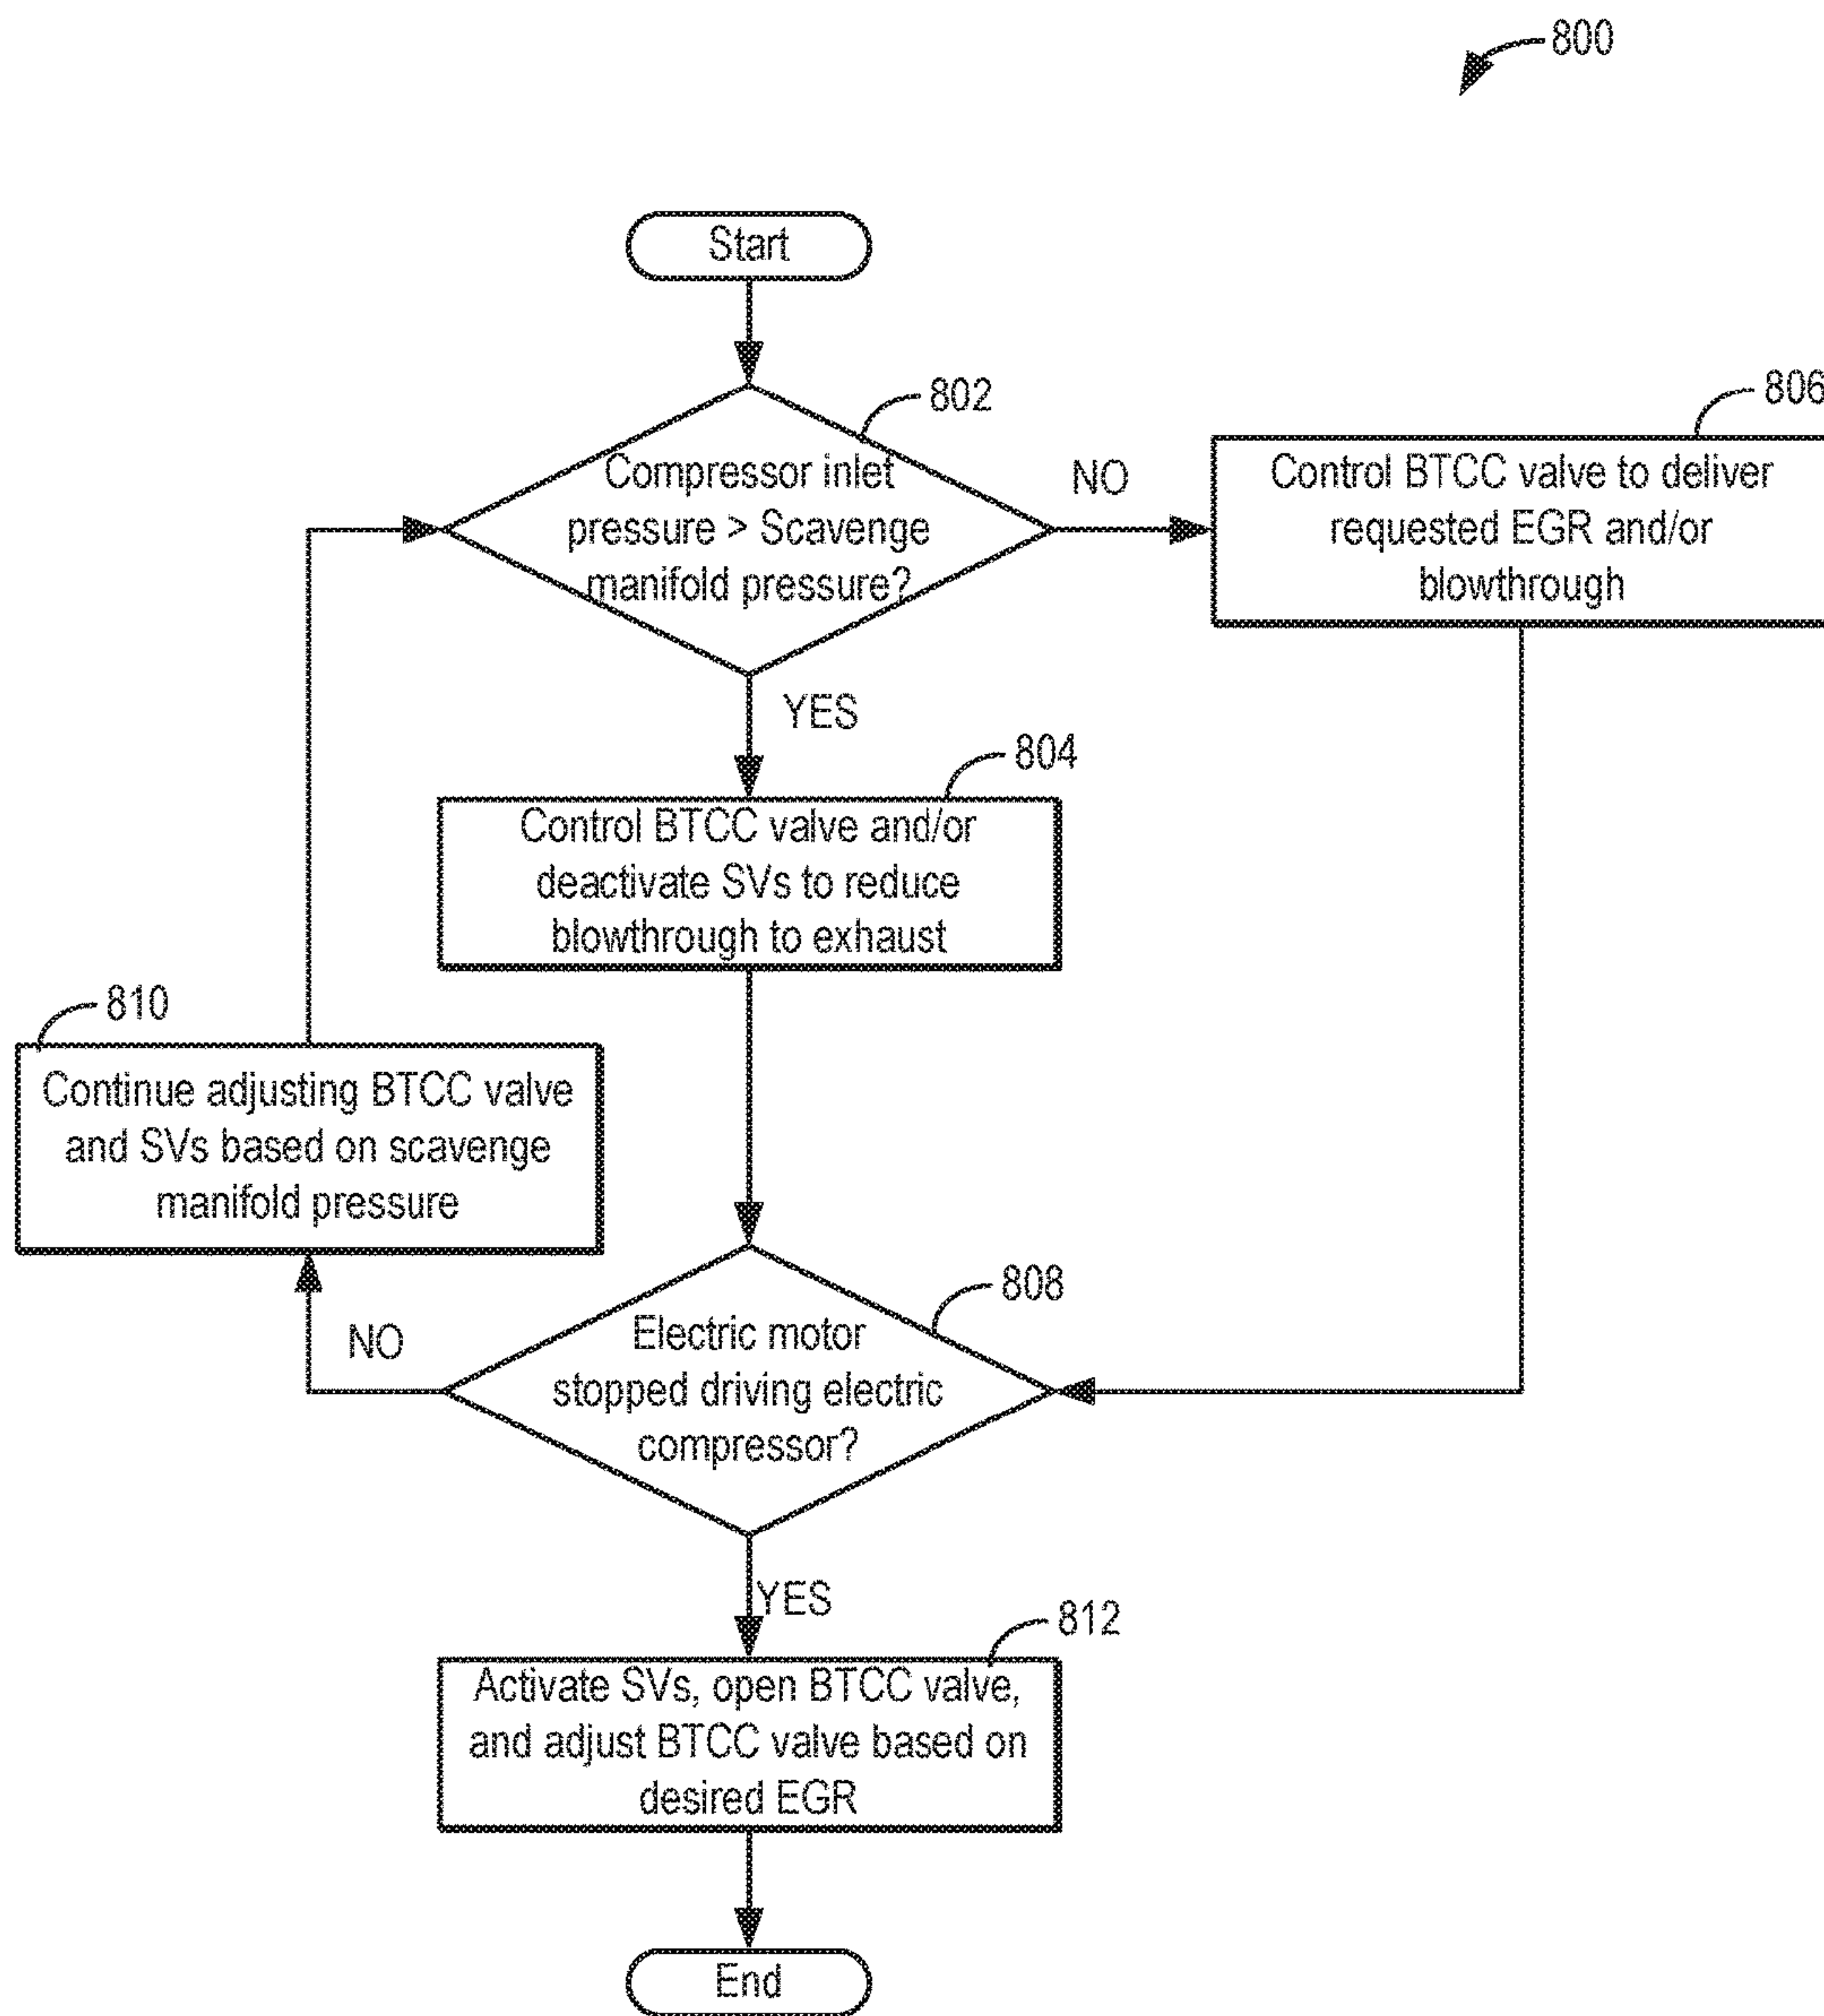 800
Start
802
Compressor inlet
pressure > Scavenge
manifold pressure?
NO
806
Control BTCC valve to deliver
requested EGR and/or
blowthrough
YES
804
Control BTCC valve and/or
deactivate SVs to reduce
blowthrough to exhaust
810
Continue adjusting BTCC valve
and SVs based on scavenge
manifold pressure
808
Electric motor
stopped driving electric
compressor?
NO
YES
812
Activate SVs, open BTCC valve,
and adjust BTCC valve based on
desired EGR
End